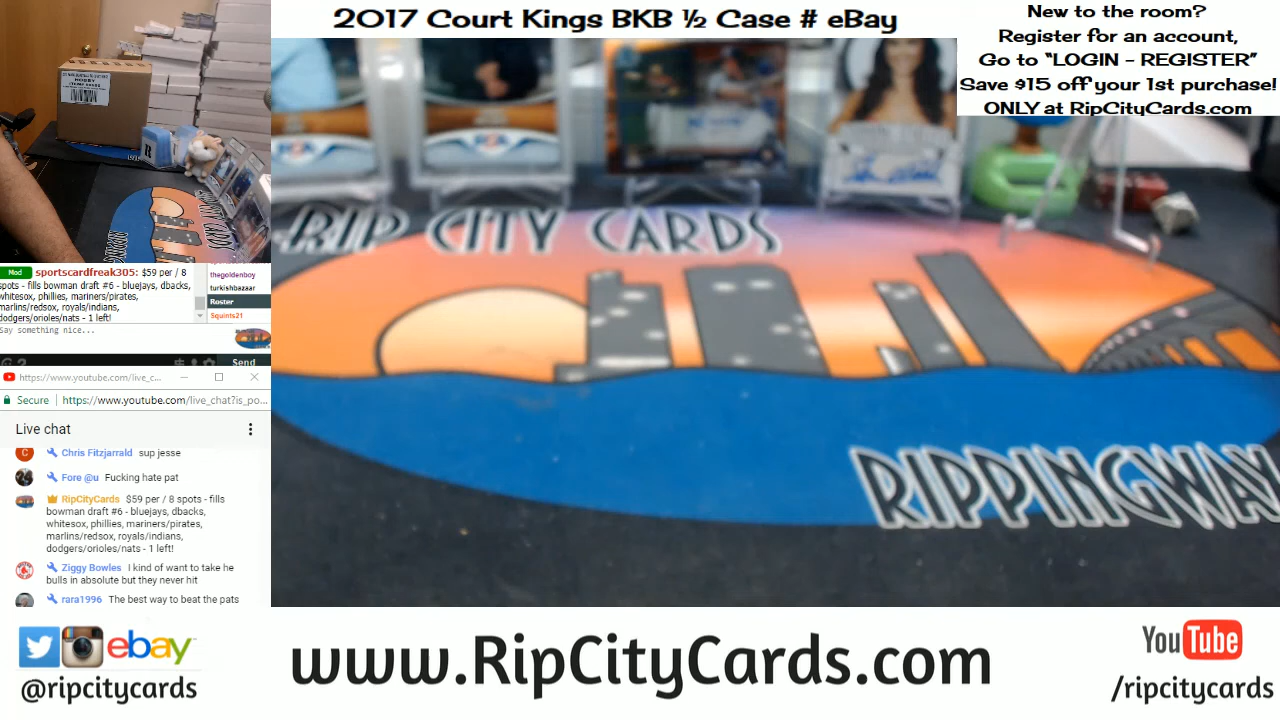 2017 Court Kings BKB ½ Case # eBay
New to the room?
Register for an account,
Go to “LOGIN - REGISTER”
Save $15 off your 1st purchase!
ONLY at RipCityCards.com
HOBBY
RIP CITY CARDS
RIPPINGWAX
Mod sportscardfreak305: $59 per / 8
spots - fills bowman draft #6 - bluejays, dbacks,
whitesox, phillies, mariners/pirates,
marlins/redsox, royals/indians,
dodgers/orioles/nats - 1 left!
Say something nice...
thegoldenboy
turkishbazaar
Roster
Squints21
Send
https://www.youtube.com/live_c...
Secure | https://www.youtube.com/live_chat?is_po...
Live chat
C Chris Fitzjarrald sup jesse
Fore @u Fucking hate pat
RipCityCards $59 per / 8 spots - fills
bowman draft #6 - bluejays, dbacks,
whitesox, phillies, mariners/pirates,
marlins/redsox, royals/indians,
dodgers/orioles/nats - 1 left!
Ziggy Bowles I kind of want to take he
bulls in absolute but they never hit
rara1996 The best way to beat the pats
ebay
@ripcitycards
www.RipCityCards.com
YouTube
/ripcitycards